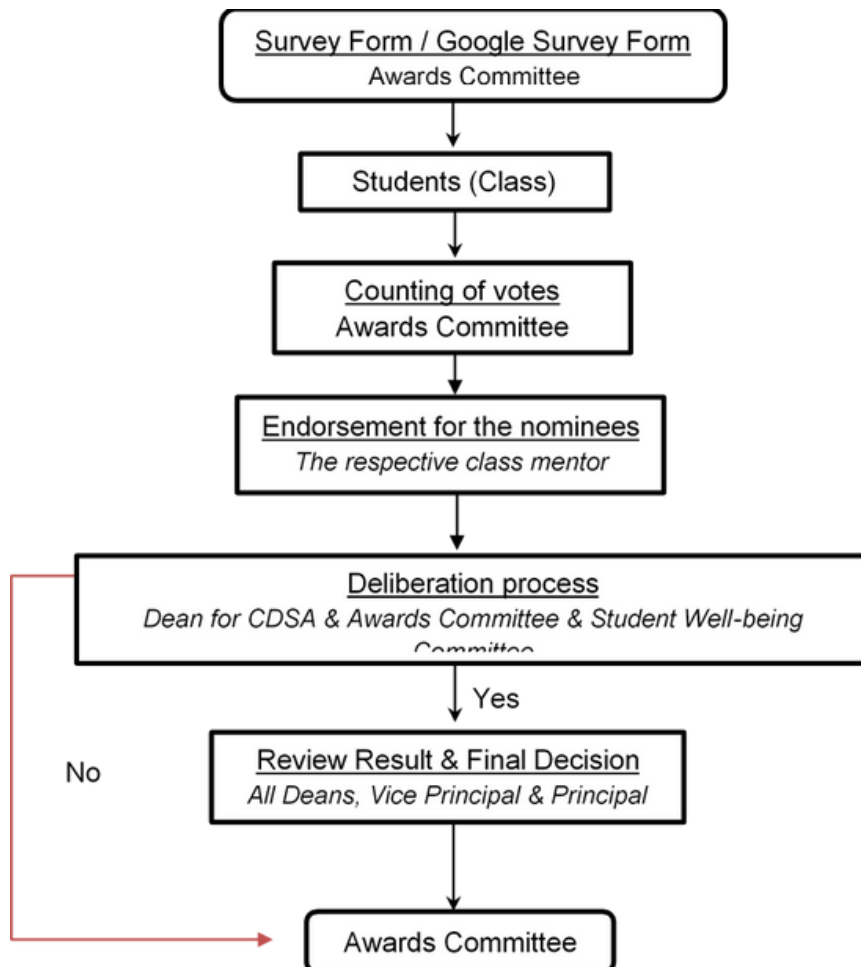 Survey Form / Google Survey Form
Awards Committee
Students (Class)
Counting of votes
Awards Committee
Endorsement for the nominees
The respective class mentor
Deliberation process
Dean for CDSA & Awards Committee & Student Well-being
Committee
Yes
No
Review Result & Final Decision
All Deans, Vice Principal & Principal
Awards Committee